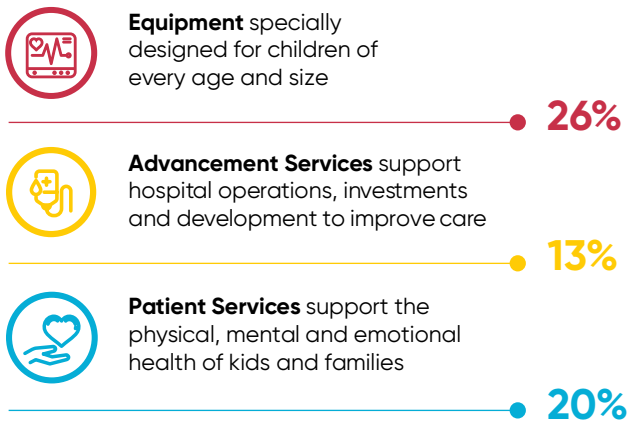 Equipment specially
designed for children of
every age and size
26%
Advancement Services support
hospital operations, investments
and development to improve care
13%
Patient Services support the
physical, mental and emotional
health of kids and families
20%